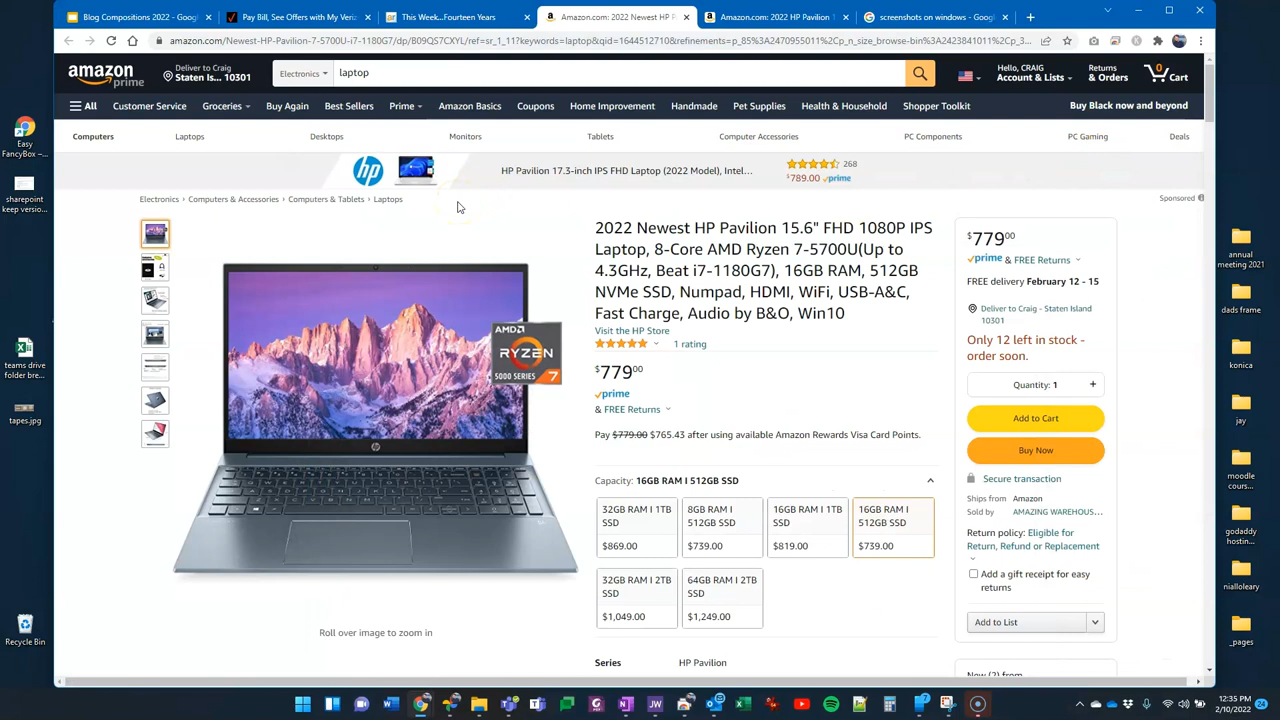 Blog Compositions 2022 - Googl
Pay Bill, See Offers with My Veriz
This Week...Fourteen Years
Amazon.com: 2022 Newest HP P
Amazon.com: 2022 HP Pavilion 1
screenshots on windows - Google
amazon.com/Newest-HP-Pavilion-7-5700U-i7-1180G7/dp/B09QS7CXYL/ref=sr_1_11?keywords=laptop&qid=1644512710&refinements=p_85%3A2470955011%2Cp_n_size_browse-bin%3A2423841011%2Cp_3...
amazon prime
Deliver to Craig
Staten Is... 10301
Electronics
laptop
Hello, CRAIG
Account & Lists
Returns
& Orders
0
Cart
All
Customer Service
Groceries
Buy Again
Best Sellers
Prime
Amazon Basics
Coupons
Home Improvement
Handmade
Pet Supplies
Health & Household
Shopper Toolkit
Buy Black now and beyond
Computers
Laptops
Desktops
Monitors
Tablets
Computer Accessories
PC Components
PC Gaming
Deals
hp
HP Pavilion 17.3-inch IPS FHD Laptop (2022 Model), Intel...
268
$789.00 prime
Electronics › Computers & Accessories › Computers & Tablets › Laptops
Sponsored
2022 Newest HP Pavilion 15.6" FHD 1080P IPS
Laptop, 8-Core AMD Ryzen 7-5700U(Up to
4.3GHz, Beat i7-1180G7), 16GB RAM, 512GB
NVMe SSD, Numpad, HDMI, WiFi, USB-A&C,
Fast Charge, Audio by B&O, Win10
Visit the HP Store
1 rating
$779 00
prime
& FREE Returns
Pay $779.00 $765.43 after using available Amazon Rewards Visa Card Points.
Capacity: 16GB RAM I 512GB SSD
32GB RAM I 1TB SSD
$869.00
8GB RAM I 512GB SSD
$739.00
16GB RAM I 1TB SSD
$819.00
16GB RAM I 512GB SSD
$739.00
32GB RAM I 2TB SSD
$1,049.00
64GB RAM I 2TB SSD
$1,249.00
Series
HP Pavilion
AMD
RYZEN
5000 SERIES 7
Roll over image to zoom in
$779 00
prime & FREE Returns
FREE delivery February 12 - 15
Deliver to Craig - Staten Island
10301
Only 12 left in stock -
order soon.
Quantity: 1
+
Add to Cart
Buy Now
Secure transaction
Ships from Amazon
Sold by AMAZING WAREHOUS...
Return policy: Eligible for
Return, Refund or Replacement
Add a gift receipt for easy
returns
Add to List
New (2) from
Easy
FancyBox –...
sharepoint
keep versio...
teams drive
folder bre...
tapes.jpg
Recycle Bin
annual
meeting 2021
dads frame
konica
jay
moodle
cours...
godaddy
hostin...
nialloleary
_pages
12:35 PM
2/10/2022